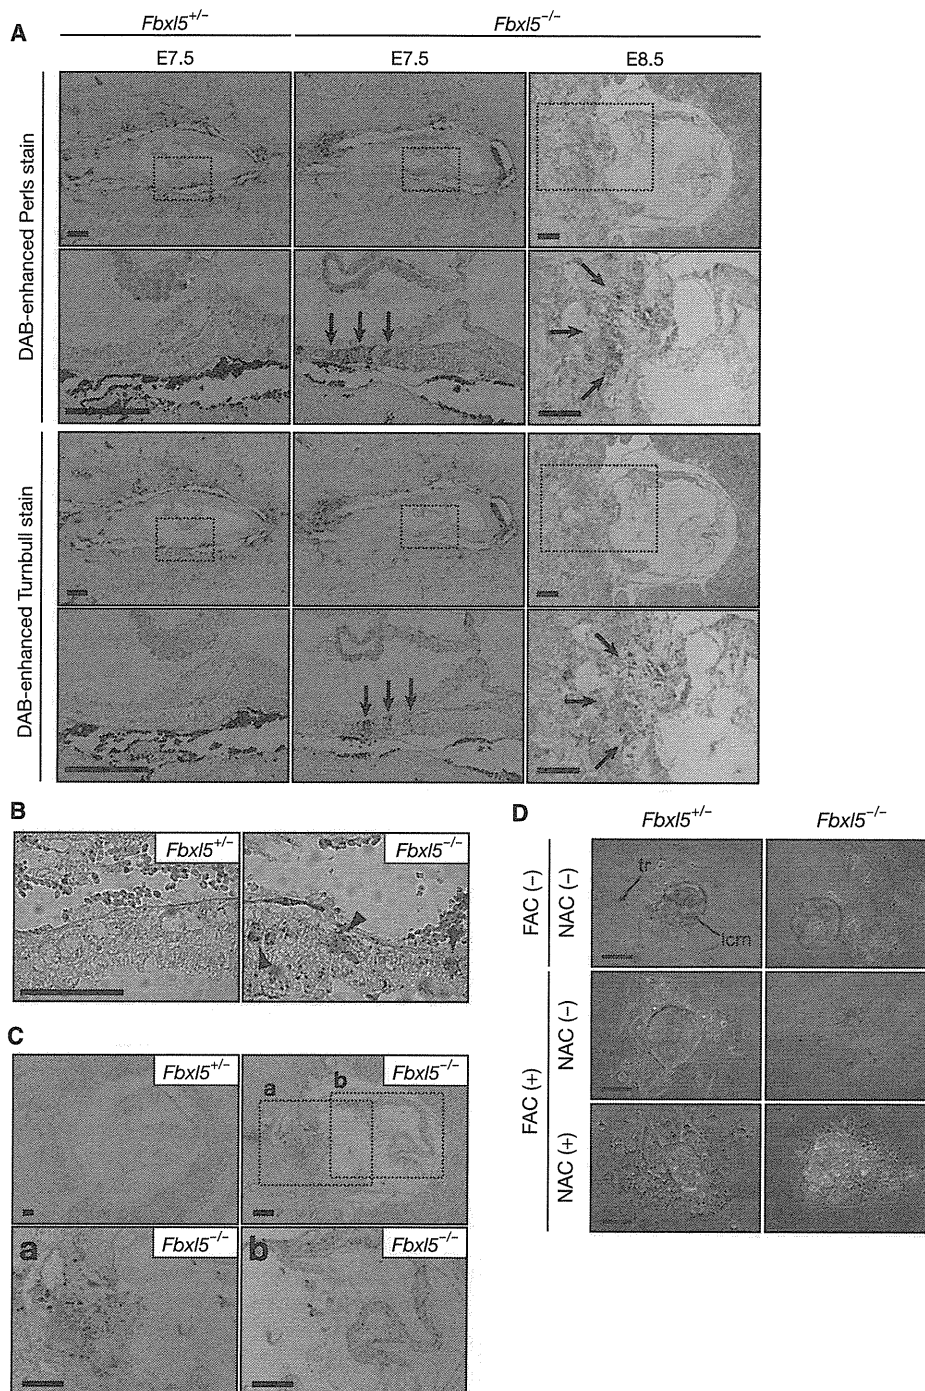 A
Fbxl5+/−
Fbxl5−/−
E7.5
E7.5
E8.5
DAB-enhanced Perls stain
DAB-enhanced Turnbull stain
B
Fbxl5+/−
Fbxl5−/−
C
Fbxl5+/−
a
b
Fbxl5−/−
a
Fbxl5−/−
b
Fbxl5−/−
D
Fbxl5+/−
Fbxl5−/−
FAC (−)
NAC (−)
tr
icm
FAC (+)
NAC (−)
NAC (+)